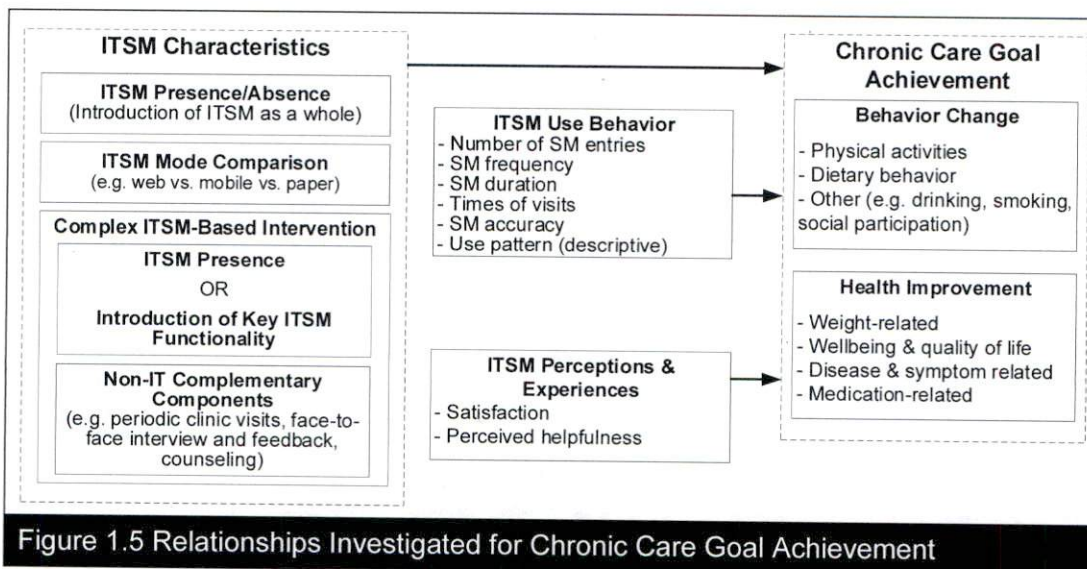 ITSM Characteristics
ITSM Presence/Absence
(Introduction of ITSM as a whole)
ITSM Mode Comparison
(e.g. web vs. mobile vs. paper)
Complex ITSM-Based Intervention
ITSM Presence
OR
Introduction of Key ITSM
Functionality
Non-IT Complementary
Components
(e.g. periodic clinic visits, face-to-
face interview and feedback,
counseling)
ITSM Use Behavior
- Number of SM entries
- SM frequency
- SM duration
- Times of visits
- SM accuracy
- Use pattern (descriptive)
ITSM Perceptions &
Experiences
- Satisfaction
- Perceived helpfulness
Chronic Care Goal
Achievement
Behavior Change
- Physical activities
- Dietary behavior
- Other (e.g. drinking, smoking,
social participation)
Health Improvement
- Weight-related
- Wellbeing & quality of life
- Disease & symptom related
- Medication-related
Figure 1.5 Relationships Investigated for Chronic Care Goal Achievement